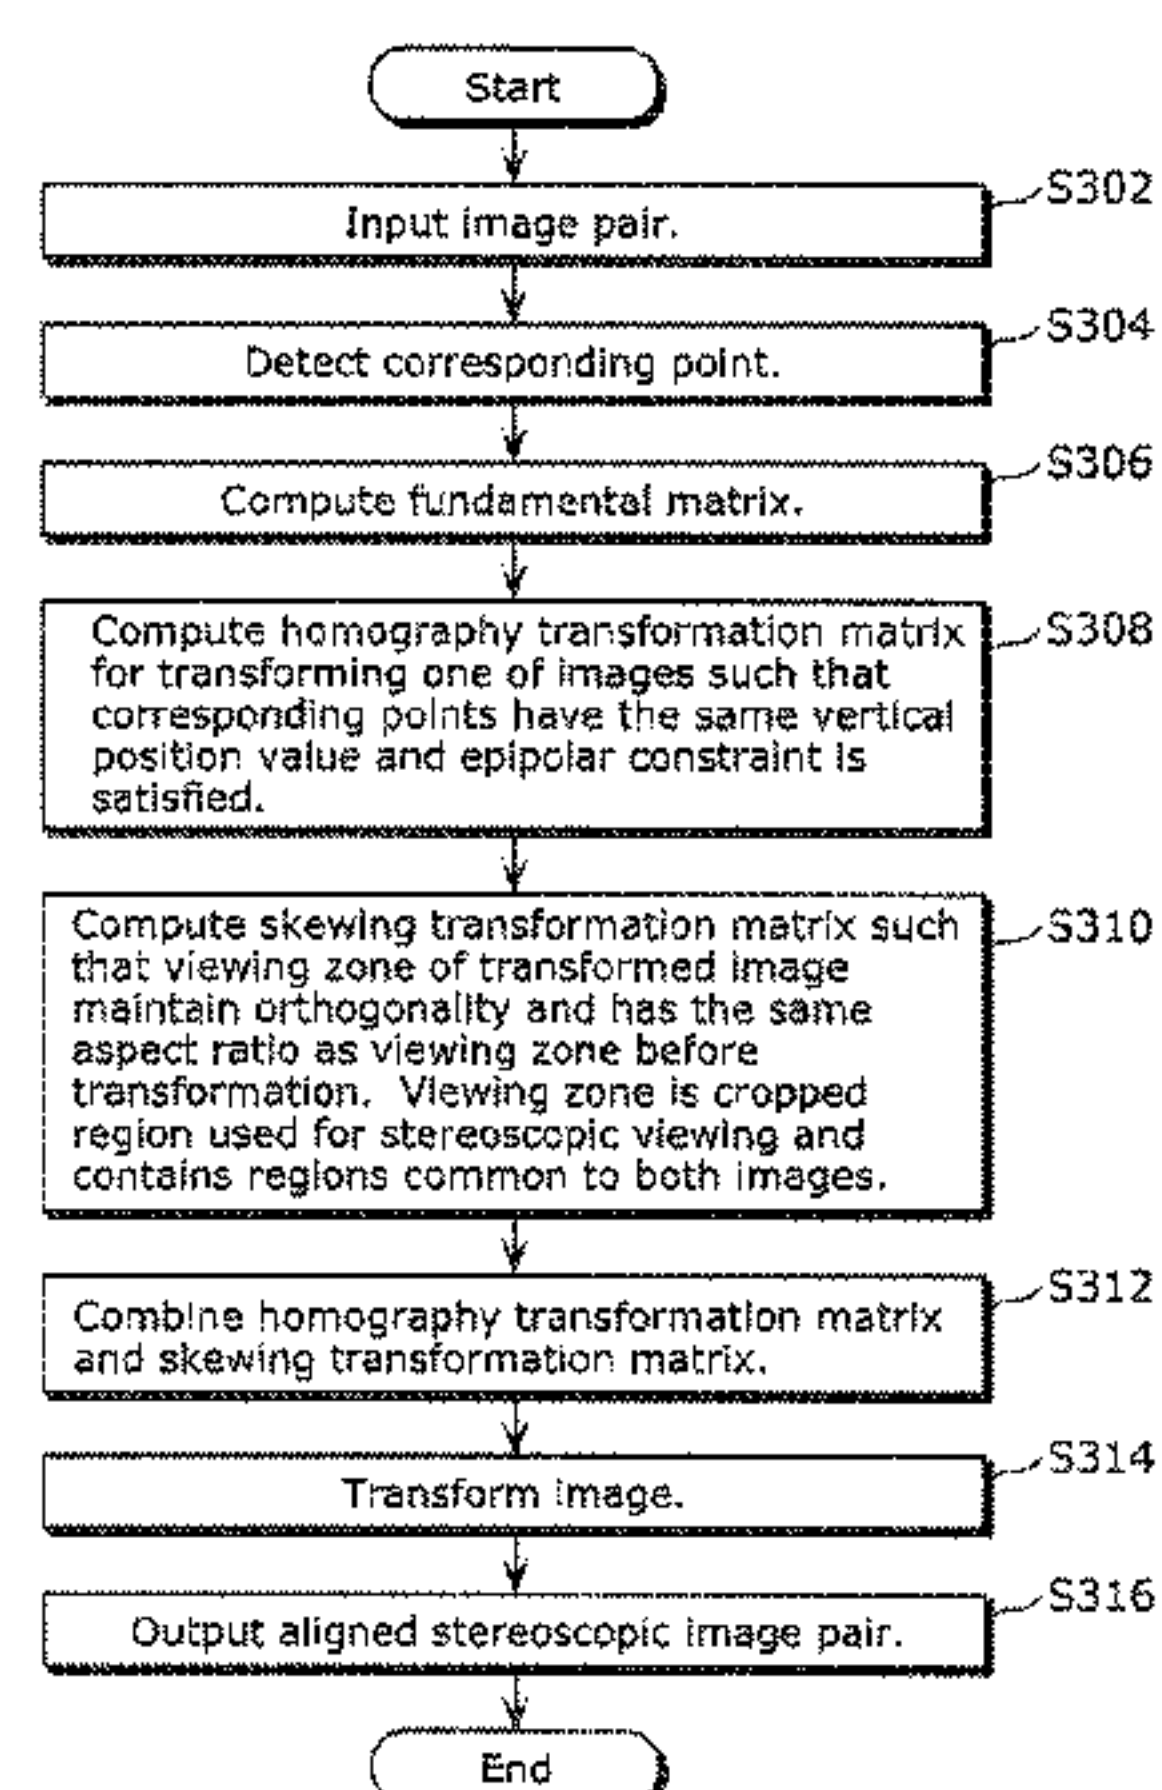 Start
S302
Input image pair.
S304
Detect corresponding point.
S306
Compute fundamental matrix.
S308
Compute homography transformation matrix
for transforming one of images such that
corresponding points have the same vertical
position value and epipolar constraint is
satisfied.
S310
Compute skewing transformation matrix such
that viewing zone of transformed image
maintain orthogonality and has the same
aspect ratio as viewing zone before
transformation. Viewing zone is cropped
region used for stereoscopic viewing and
contains regions common to both images.
S312
Combine homography transformation matrix
and skewing transformation matrix.
S314
Transform image.
S316
Output aligned stereoscopic image pair.
End